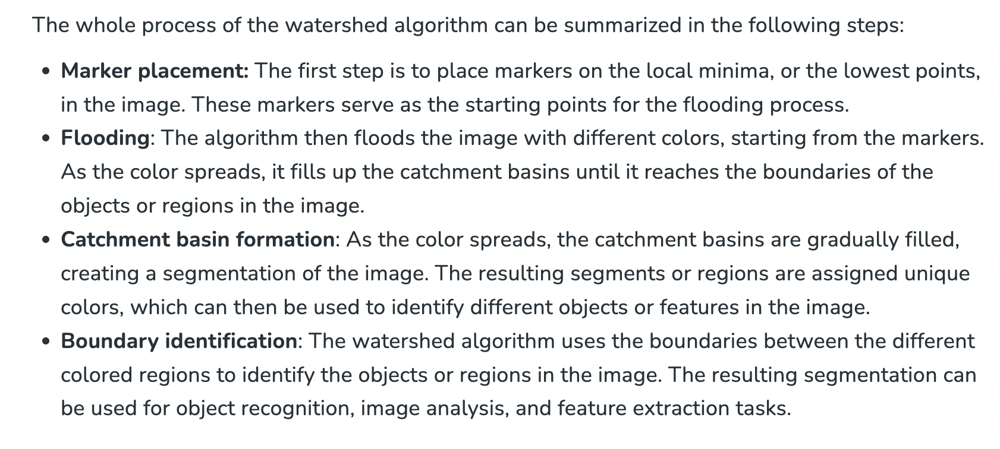 The whole process of the watershed algorithm can be summarized in the following steps:
• Marker placement: The first step is to place markers on the local minima, or the lowest points,
in the image. These markers serve as the starting points for the flooding process.
• Flooding: The algorithm then floods the image with different colors, starting from the markers.
As the color spreads, it fills up the catchment basins until it reaches the boundaries of the
objects or regions in the image.
• Catchment basin formation: As the color spreads, the catchment basins are gradually filled,
creating a segmentation of the image. The resulting segments or regions are assigned unique
colors, which can then be used to identify different objects or features in the image.
• Boundary identification: The watershed algorithm uses the boundaries between the different
colored regions to identify the objects or regions in the image. The resulting segmentation can
be used for object recognition, image analysis, and feature extraction tasks.